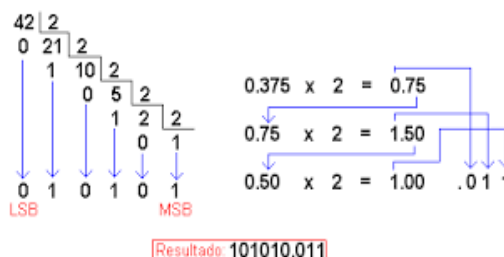 42 2
0 21 2
1 10 2
0 5 2
1 2 2
0 1
0 1 0 1 0 1
LSB MSB
0.375 x 2 = 0.75
0.75 x 2 = 1.50
0.50 x 2 = 1.00 .011
Resultado: 101010.011